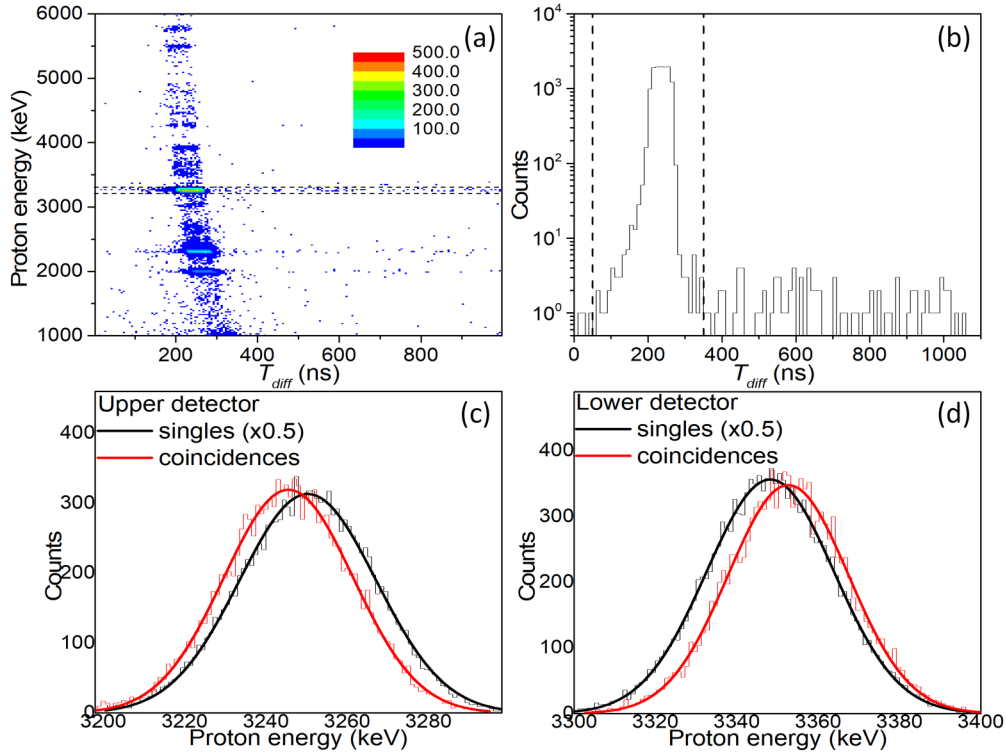 (a)
6000
5000
4000
3000
2000
1000
Proton energy (keV)
500.0
400.0
300.0
200.0
100.0
200 400 600 800
T_diff (ns)
(b)
10^4
10^3
10^2
10^1
10^0
Counts
0 200 400 600 800 1000
T_diff (ns)
(c)
Upper detector
singles (x0.5)
coincidences
400
300
200
100
0
Counts
3200 3220 3240 3260 3280
Proton energy (keV)
(d)
Lower detector
singles (x0.5)
coincidences
400
300
200
100
0
Counts
3300 3320 3340 3360 3380 3400
Proton energy (keV)